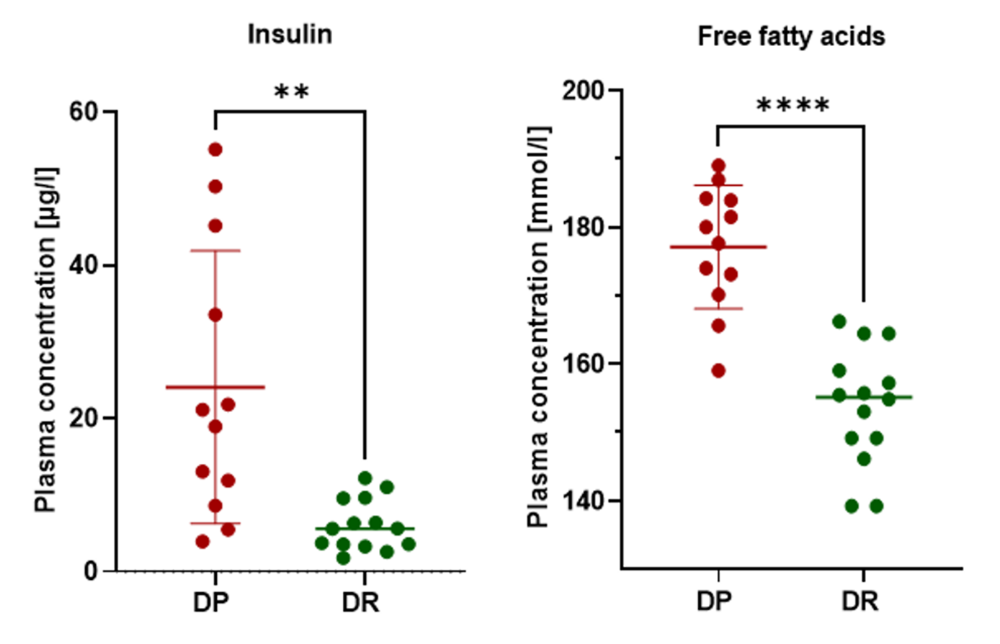 Insulin
**
Plasma concentration [µg/l]
60
40
20
0
DP DR
Free fatty acids
****
Plasma concentration [mmol/l]
200
180
160
140
DP DR